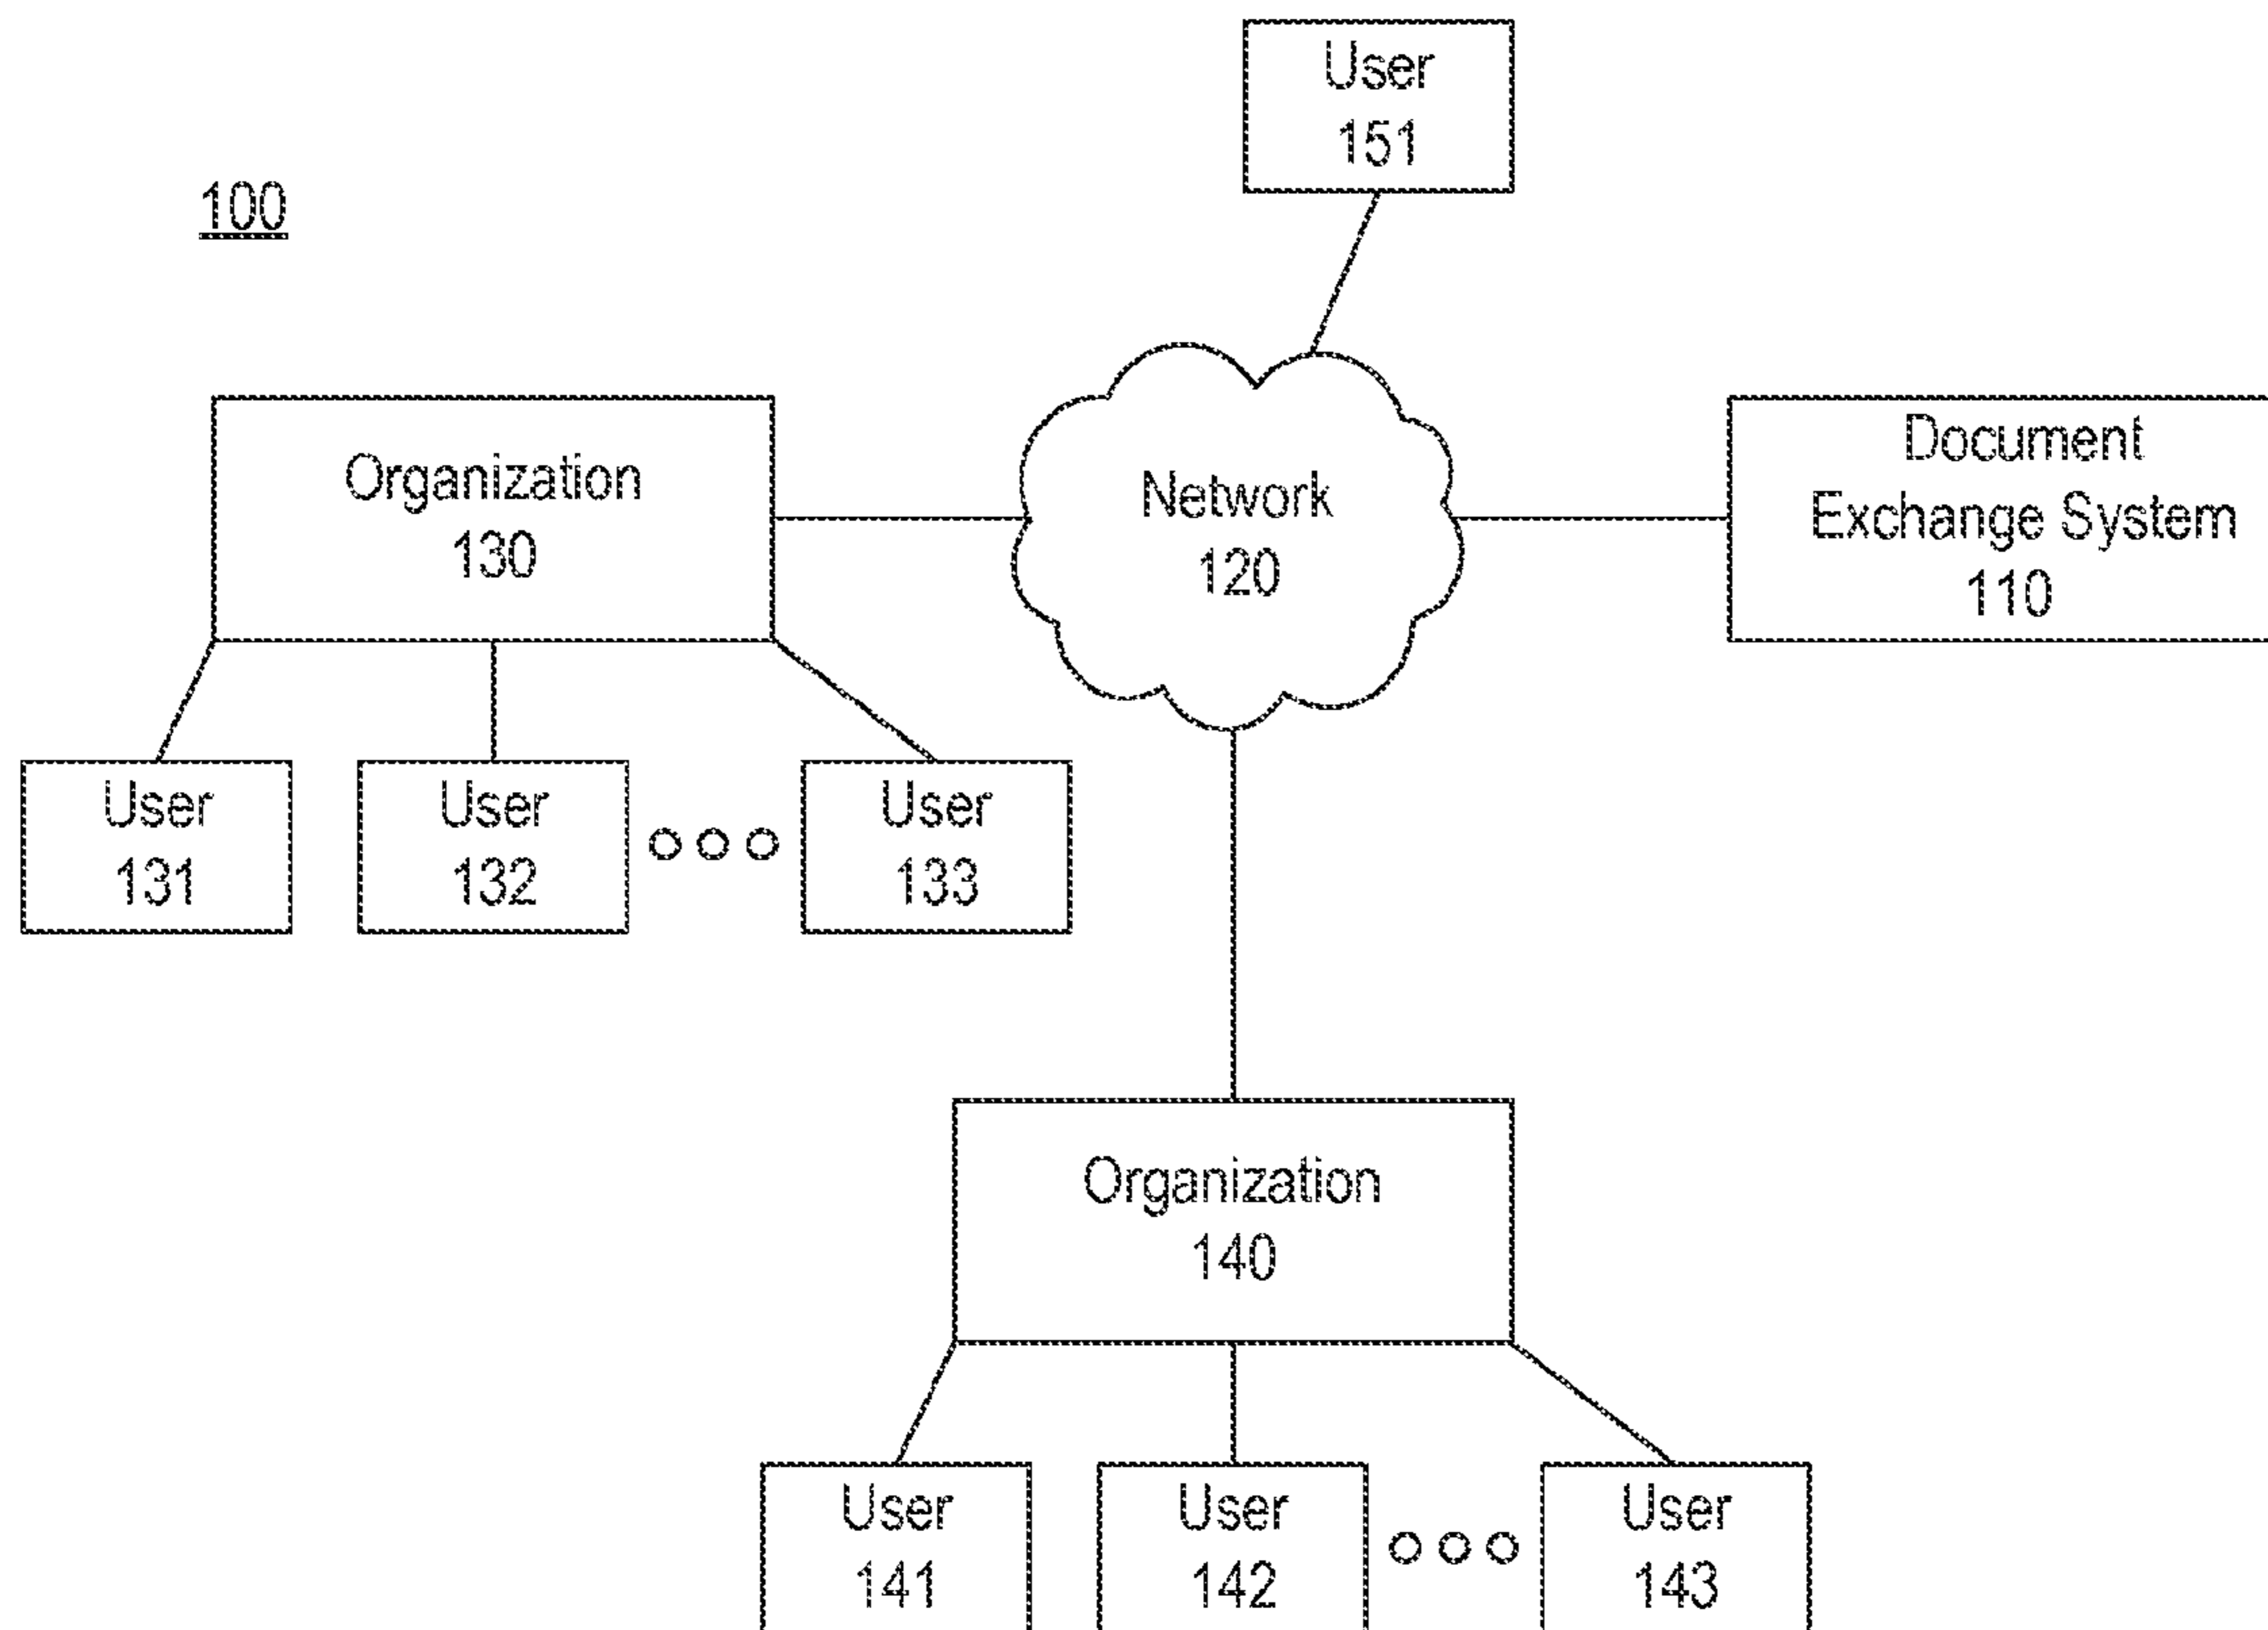 User
151
100
Organization
130
Network
120
Document
Exchange System
110
User
131
User
132
User
133
Organization
140
User
141
User
142
User
143